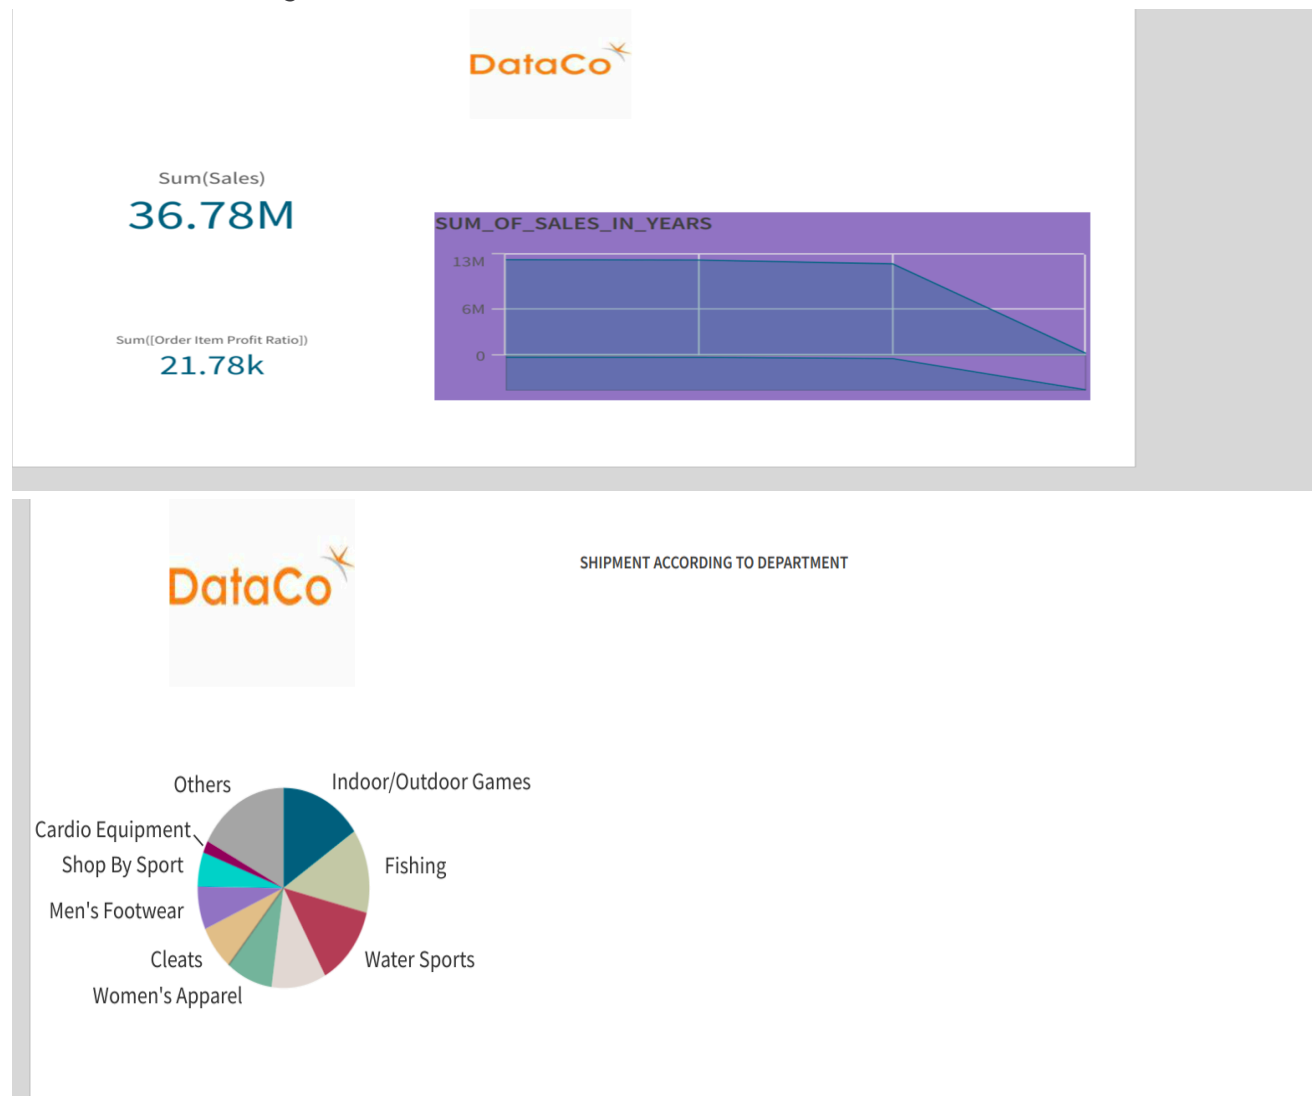 DataCo
Sum(Sales)
36.78M
SUM_OF_SALES_IN_YEARS
13M
6M
0
Sum([Order Item Profit Ratio])
21.78k
DataCo
SHIPMENT ACCORDING TO DEPARTMENT
Others
Indoor/Outdoor Games
Cardio Equipment
Shop By Sport
Fishing
Men's Footwear
Cleats
Water Sports
Women's Apparel